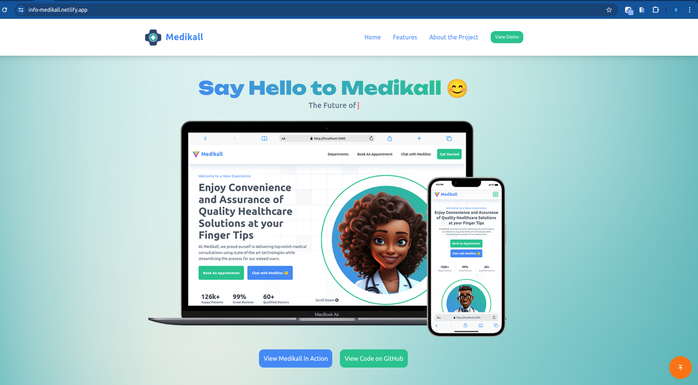 info-medikall.netlify.app
Medikall
Home
Features
About the Project
View Demo
Say Hello to Medikall 😊
The Future of |
http://localhost:3000
Medikall
Departments
Book An Appointment
Chat with Medibot
Get Started
Welcome to a New Experience
Enjoy Convenience
and Assurance of
Quality Healthcare
Solutions at your
Finger Tips
At Medikall, we proud ourself in delivering top-notch medical
consultations using state-of-the-art technologies while
streamlining the process for our esteem users.
Book An Appointment
Chat with Medibot
126k+
99%
60+
Happy Patients
Great Reviews
Qualified Doctors
Scroll Down
MacBook Air
Medikall
Welcome to a New Experience
Enjoy Convenience and Assurance
of Quality Healthcare Solutions at
your Finger Tips
Book An Appointment
Chat with Medibot
126k+
99%
60+
http://localhost:3000
View Medikall In Action
View Code on GitHub